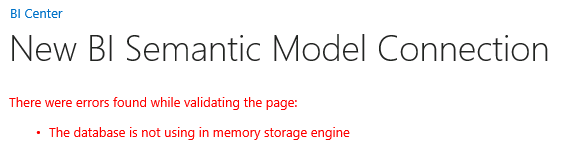 BI Center
New BI Semantic Model Connection
There were errors found while validating the page:
• The database is not using in memory storage engine